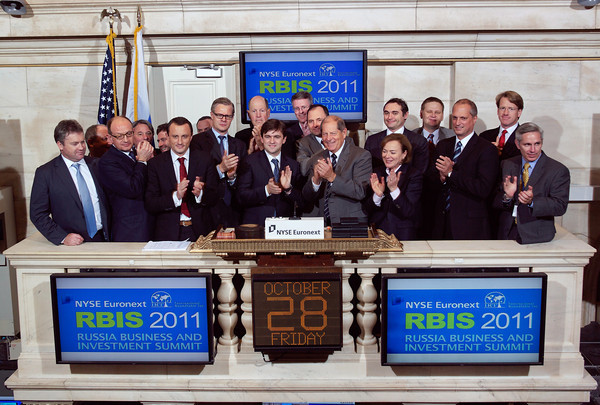 NYSE Euronext
RBIS 2011
RUSSIA BUSINESS AND
INVESTMENT SUMMIT
NYSE Euronext
NYSE Euronext
RBIS 2011
RUSSIA BUSINESS AND
INVESTMENT SUMMIT
OCTOBER
28
FRIDAY
NYSE Euronext
RBIS 2011
RUSSIA BUSINESS AND
INVESTMENT SUMMIT